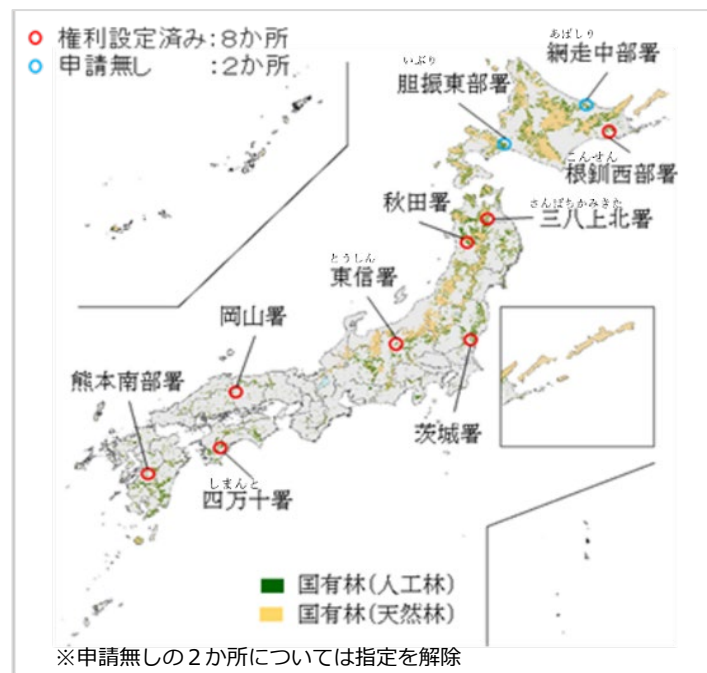 権利設定済み:8か所
申請無し　　:2か所
あばしり
網走中部署
いぶり
胆振東部署
こんせん
根釧西部署
さんぱちかみきた
三八上北署
秋田署
とうしん
東信署
岡山署
熊本南部署
茨城署
しまんと
四万十署
国有林(人工林)
国有林(天然林)
※申請無しの２か所については指定を解除